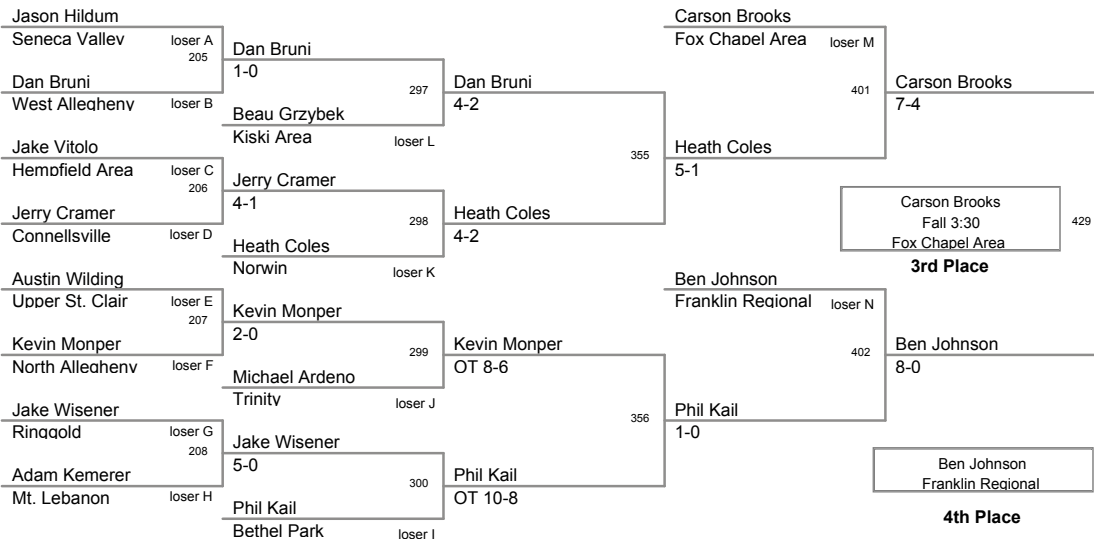 Jason Hildum
Seneca Valley
loser A
205
Dan Bruni
West Allegheny
loser B
Jake Vitolo
Hempfield Area
loser C
206
Jerry Cramer
Connellsville
loser D
Austin Wilding
Upper St. Clair
loser E
207
Kevin Monper
North Allegheny
loser F
Jake Wisener
Ringgold
loser G
208
Adam Kemerer
Mt. Lebanon
loser H
Dan Bruni
1-0
297
Beau Grzybek
Kiski Area
loser L
Jerry Cramer
4-1
298
Heath Coles
Norwin
loser K
Kevin Monper
2-0
299
Michael Ardeno
Trinity
loser J
Jake Wisener
5-0
300
Phil Kail
Bethel Park
loser I
Dan Bruni
4-2
355
Heath Coles
4-2
Kevin Monper
OT 8-6
356
Phil Kail
OT 10-8
Carson Brooks
Fox Chapel Area
loser M
401
Heath Coles
5-1
Ben Johnson
Franklin Regional
loser N
402
Phil Kail
1-0
Carson Brooks
7-4
Carson Brooks
Fall 3:30
Fox Chapel Area
429
3rd Place
Ben Johnson
8-0
Ben Johnson
Franklin Regional
4th Place